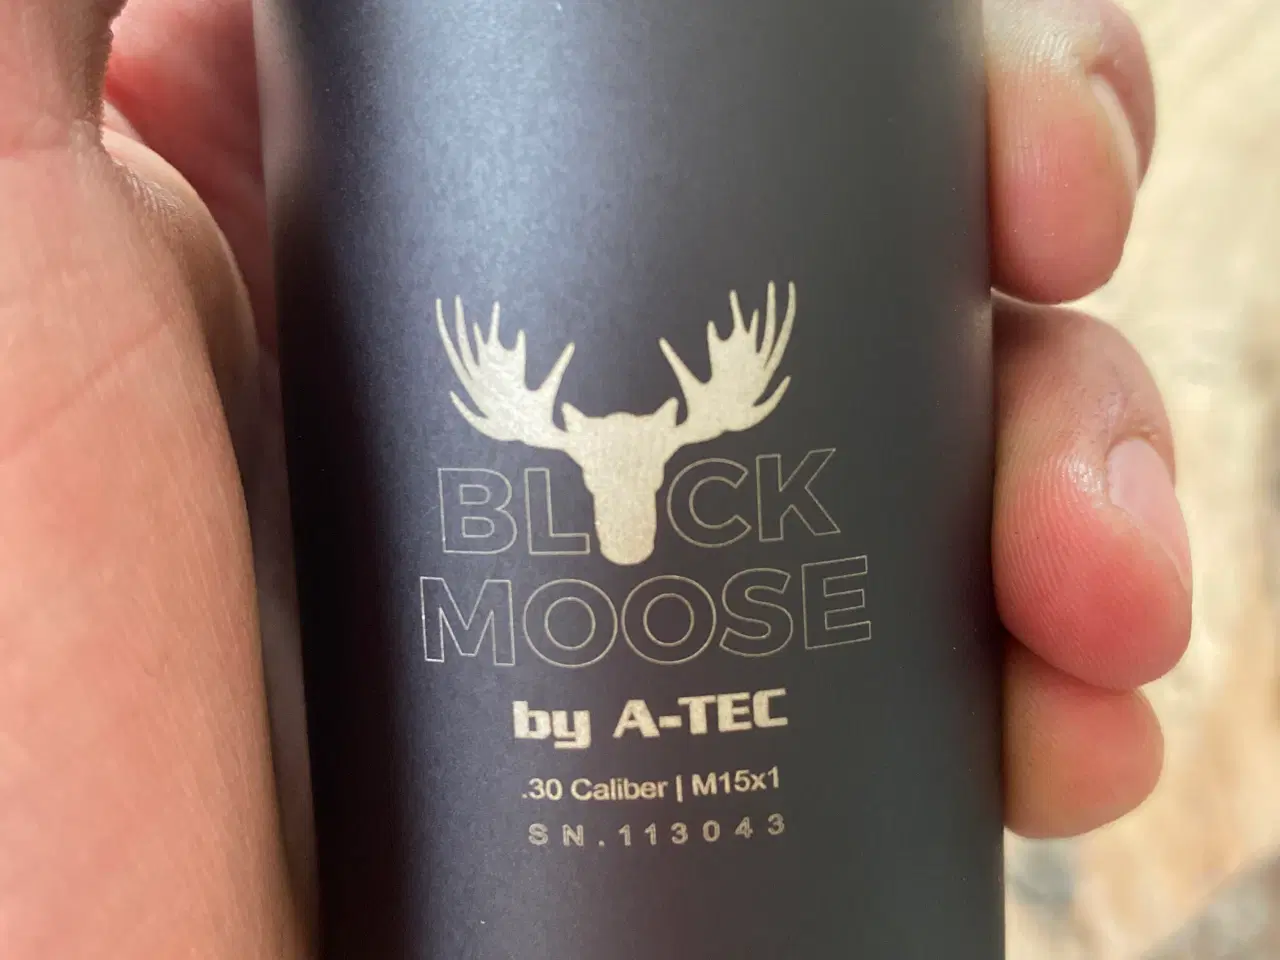 BLACK
MOOSE
by A-TEC
.30 Caliber | M15x1
SN.113043